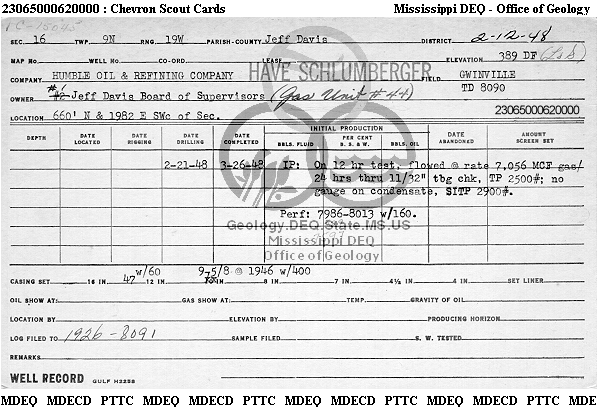 23065000620000 : Chevron Scout Cards Mississippi DEQ - Office of Geology
2-12-48
SEC. 16 TWP. 9N RNG. 19W PARISH-COUNTY Jeff Davis DISTRICT
MAP NO. WELL NO. CO-ORD. LEASE ELEVATION 389 DF
HAVE SCHLUMBERGER
COMPANY HUMBLE OIL & REFINING COMPANY FIELD GWINVILLE
OWNER #1 #2 Jeff Davis Board of Supervisors (Gas Unit #44) TD 8090
LOCATION 660' N & 1982 E SWc of Sec. 23065000620000
INITIAL PRODUCTION
DEPTH DATE LOCATED DATE RIGGING DATE DRILLING DATE COMPLETED BBLS. FLUID PER CENT B. S. & W. BBLS. OIL DATE ABANDONED AMOUNT SCREEN SET
2-21-48 3-26-48 IP: On 12 hr test, flowed @ rate 7,056 MCF gas/
24 hrs thru 11/32" tbg chk, TP 2500#; no
gauge on condensate, SITP 2900#.
Perf: 7986-8013 w/160.
Geology.DEQ.State.MS.US
Mississippi DEQ
Office of Geology
CASING SET 16 IN. 47 w/60 12 IN. 9 5/8 @ 1946 w/400 8 IN. 7 IN. 4½ IN. 4 IN. SET LINER
OIL SHOW AT: GAS SHOW AT: TEMP. GRAVITY OF OIL
LOCATION BY ELEVATION BY PRODUCING HORIZON
LOG FILED TO 1926-8091 SAMPLE FILED S. W. TESTED
REMARKS
WELL RECORD GULF H2258
MDEQ MDECD PTTC MDEQ MDECD PTTC MDEQ MDECD PTTC MDEQ MDECD PTTC MDE